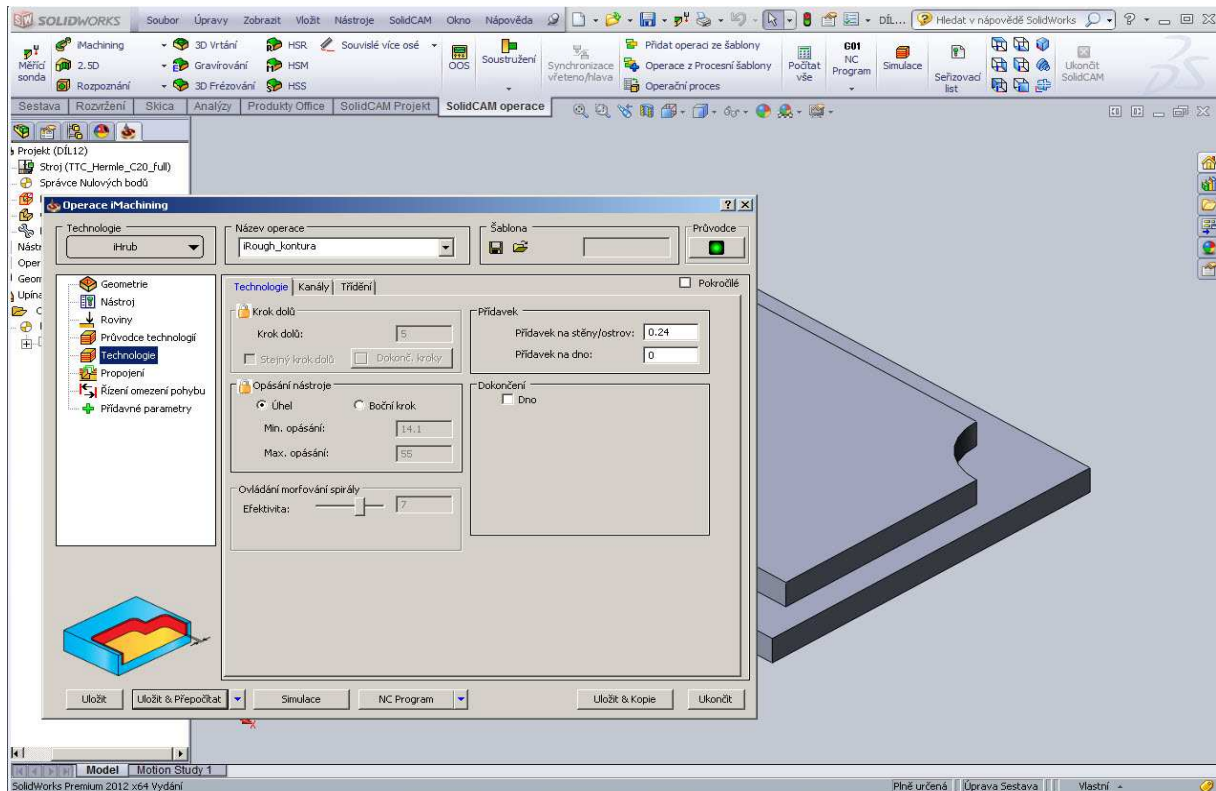 SOLIDWORKS Soubor Úpravy Zobrazit Vložit Nástroje SolidCAM Okno Nápověda DÍL... Hledat v nápovědě SolidWorks
Měřící sonda
iMachining
2.5D
Rozpoznání
3D Vrtání
Gravírování
3D Frézování
HSR
HSM
HSS
Souvislé více osé
OOS
Soustružení
Synchronizace vřeteno/hlava
Přidat operaci ze šablony
Operace z Procesní šablony
Operační proces
Počítat vše
G01
NC Program
Simulace
Seřizovací list
Ukončit SolidCAM
Sestava Rozvržení Skica Analýzy Produkty Office SolidCAM Projekt SolidCAM operace
Projekt (DÍL12)
Stroj (TTC_Hermle_C20_full)
Správce Nulových bodů
Nástr
Oper
Geom
Upína
Operace iMachining
Technologie
iHrub
Název operace
iRough_kontura
Šablona
Průvodce
Geometrie
Nástroj
Roviny
Průvodce technologií
Technologie
Propojení
Řízení omezení pohybu
Přídavné parametry
Technologie Kanály Třídění
Pokročilé
Krok dolů
Krok dolů: 5
Stejný krok dolů Dokonč. kroky
Přídavek
Přídavek na stěny/ostrov: 0.24
Přídavek na dno: 0
Opásání nástroje
Úhel Boční krok
Min. opásání: 14.1
Max. opásání: 55
Dokončení
Dno
Ovládání morfování spirály
Efektivita: 7
Uložit Uložit & Přepočítat Simulace NC Program Uložit & Kopie Ukončit
Model Motion Study 1
SolidWorks Premium 2012 x64 Vydání Plně určená Úprava Sestava Vlastní